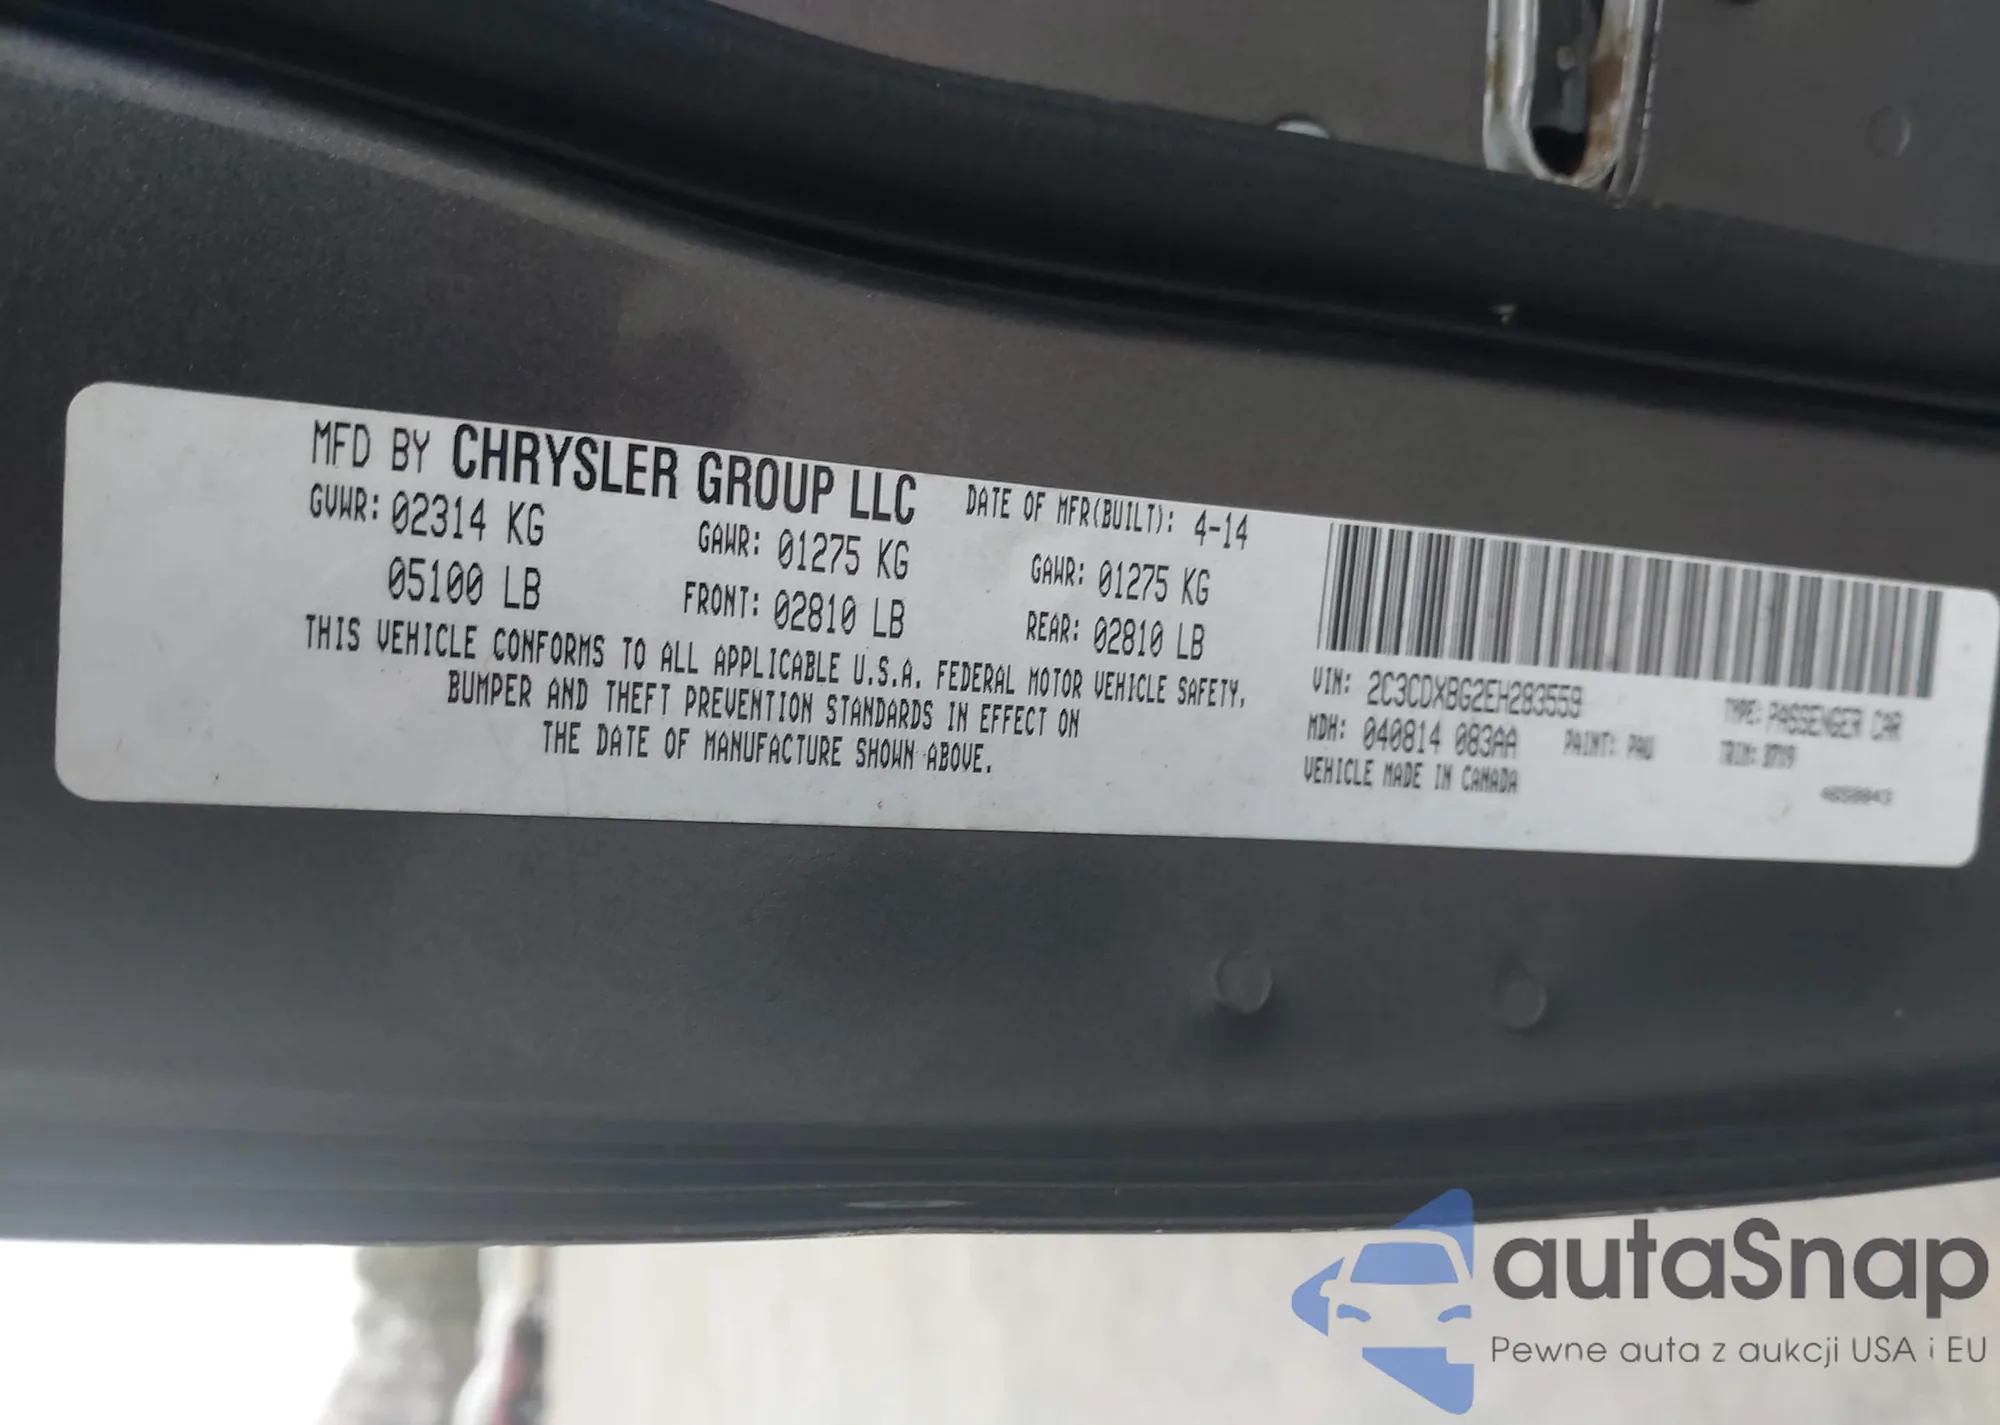 MFD BY CHRYSLER GROUP LLC DATE OF MFR(BUILT): 4-14
GVWR: 02314 KG GAWR: 01275 KG GAWR: 01275 KG
05100 LB FRONT: 02810 LB REAR: 02810 LB
THIS VEHICLE CONFORMS TO ALL APPLICABLE U.S.A. FEDERAL MOTOR VEHICLE SAFETY,
BUMPER AND THEFT PREVENTION STANDARDS IN EFFECT ON
THE DATE OF MANUFACTURE SHOWN ABOVE.
VIN: 2C3CDXBG2EH283559 TYPE: PASSENGER CAR
MDH: 040814 083AA PAINT: PAU TRIM:
VEHICLE MADE IN CANADA
autaSnap
Pewne auta z aukcji USA i EU